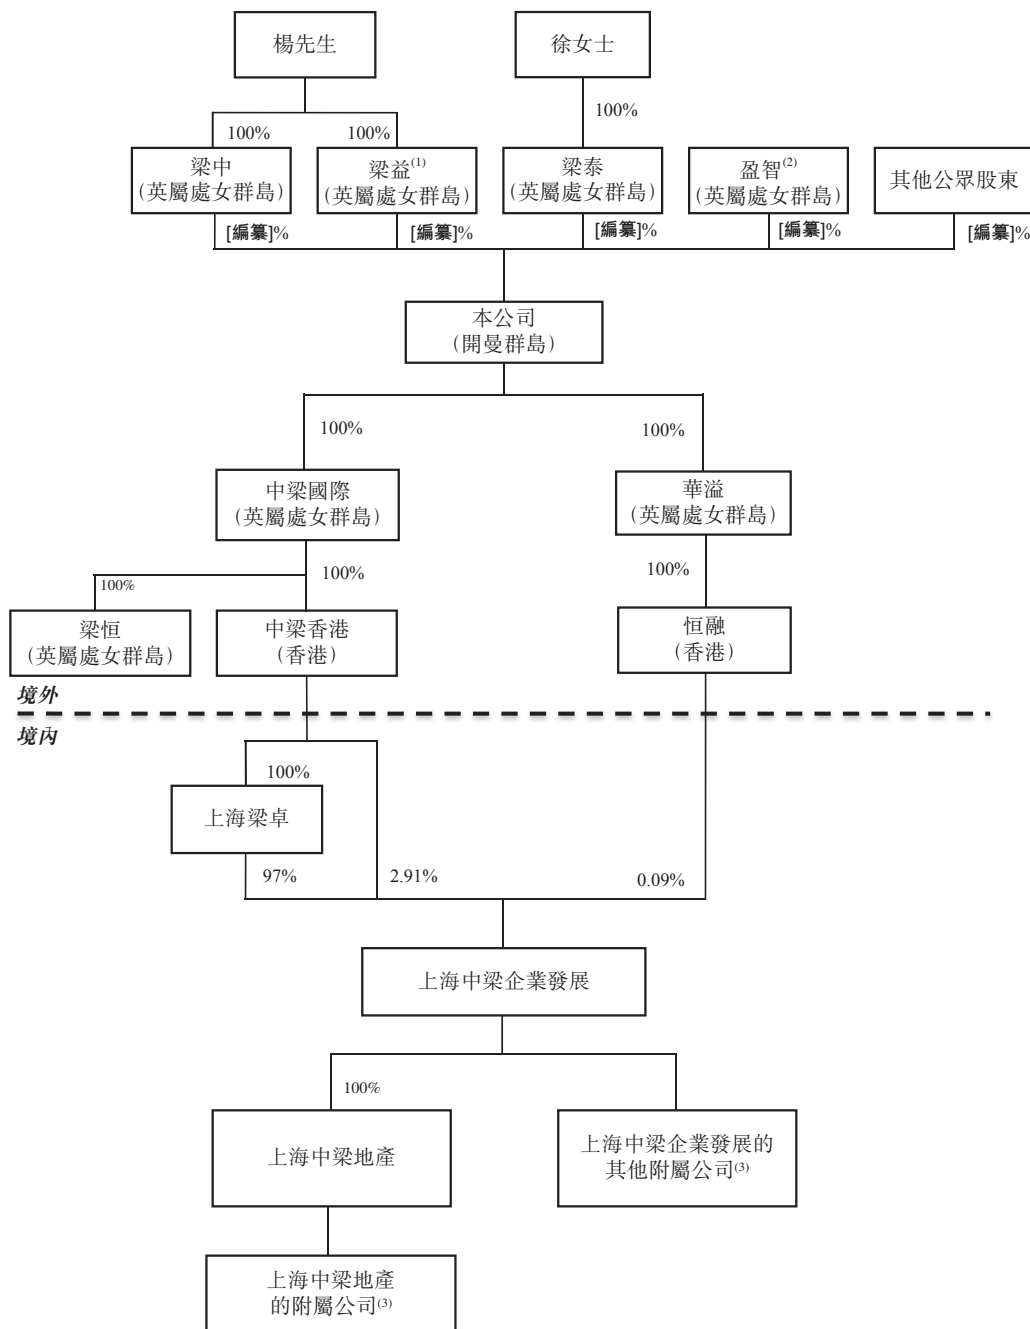 楊先生
徐女士
100%
100%
100%
梁中
(英屬處女群島)
梁益(1)
(英屬處女群島)
梁泰
(英屬處女群島)
盈智(2)
(英屬處女群島)
其他公眾股東
[編纂]%
[編纂]%
[編纂]%
[編纂]%
[編纂]%
本公司
(開曼群島)
100%
100%
中梁國際
(英屬處女群島)
華溢
(英屬處女群島)
100%
100%
100%
梁恒
(英屬處女群島)
中梁香港
(香港)
恒融
(香港)
境外
境內
100%
上海梁卓
97%
2.91%
0.09%
上海中梁企業發展
100%
上海中梁地產
上海中梁企業發展的
其他附屬公司(3)
上海中梁地產
的附屬公司(3)